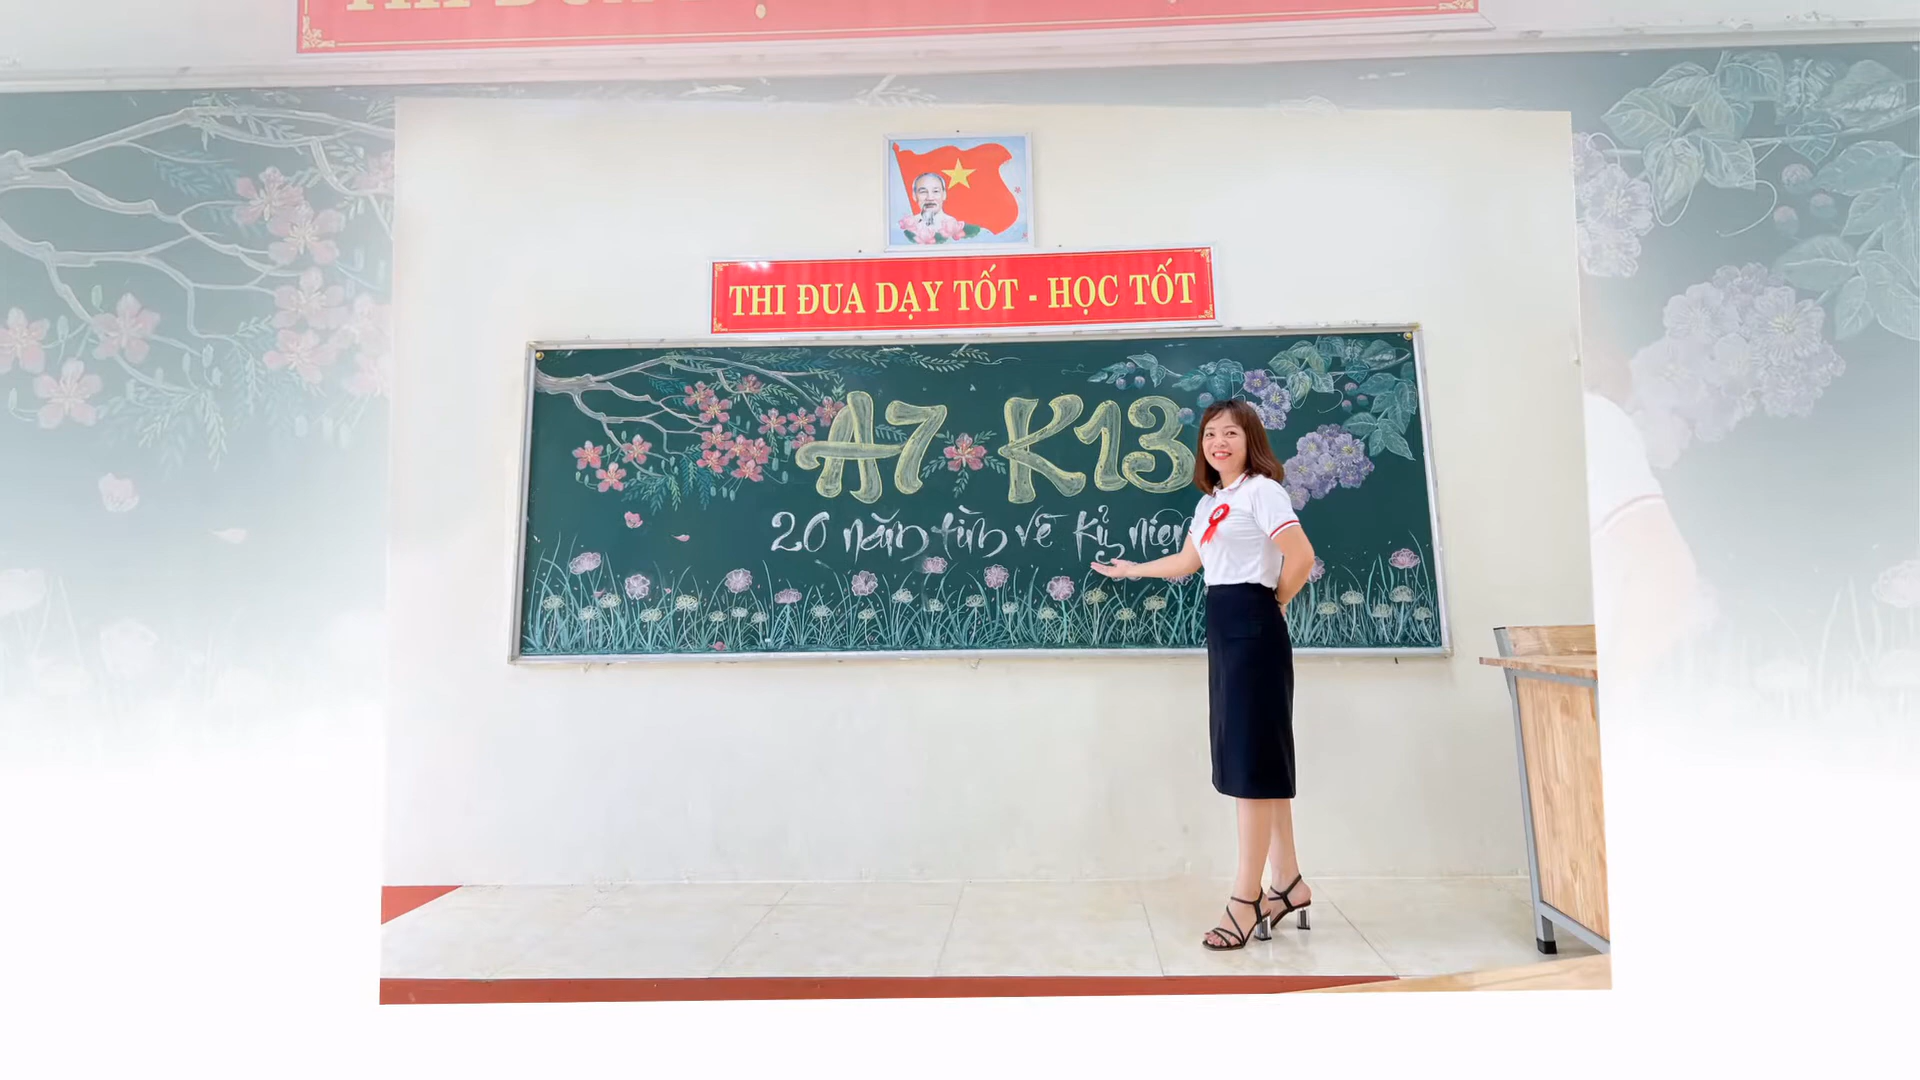 THI ĐUA DẠY TỐT - HỌC TỐT
A7 K13
20 năm tìm về kỷ niệm